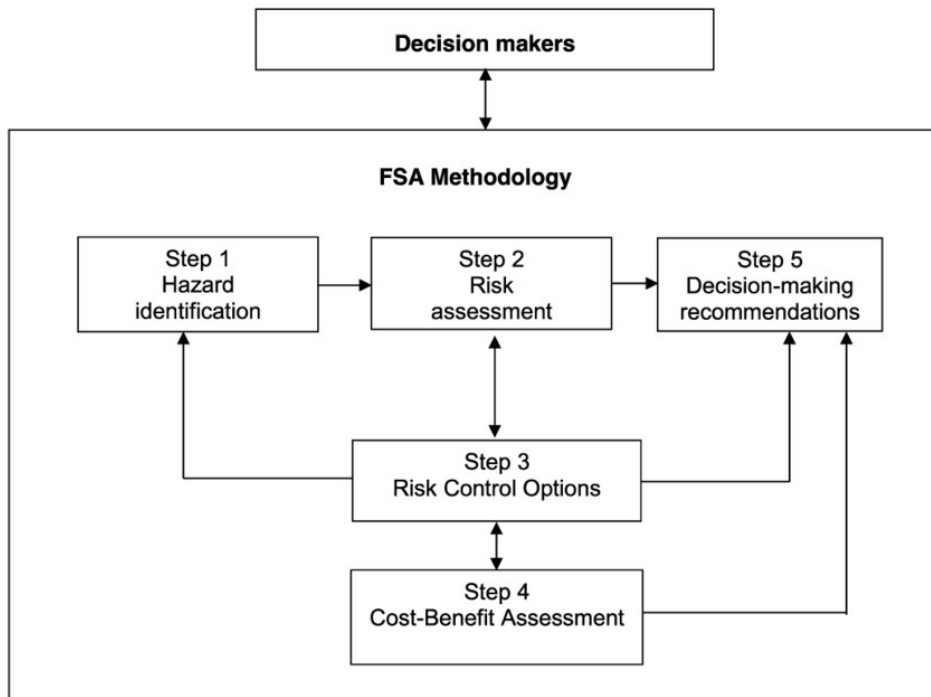 Decision makers
FSA Methodology
Step 1
Hazard
identification
Step 2
Risk
assessment
Step 5
Decision-making
recommendations
Step 3
Risk Control Options
Step 4
Cost-Benefit Assessment